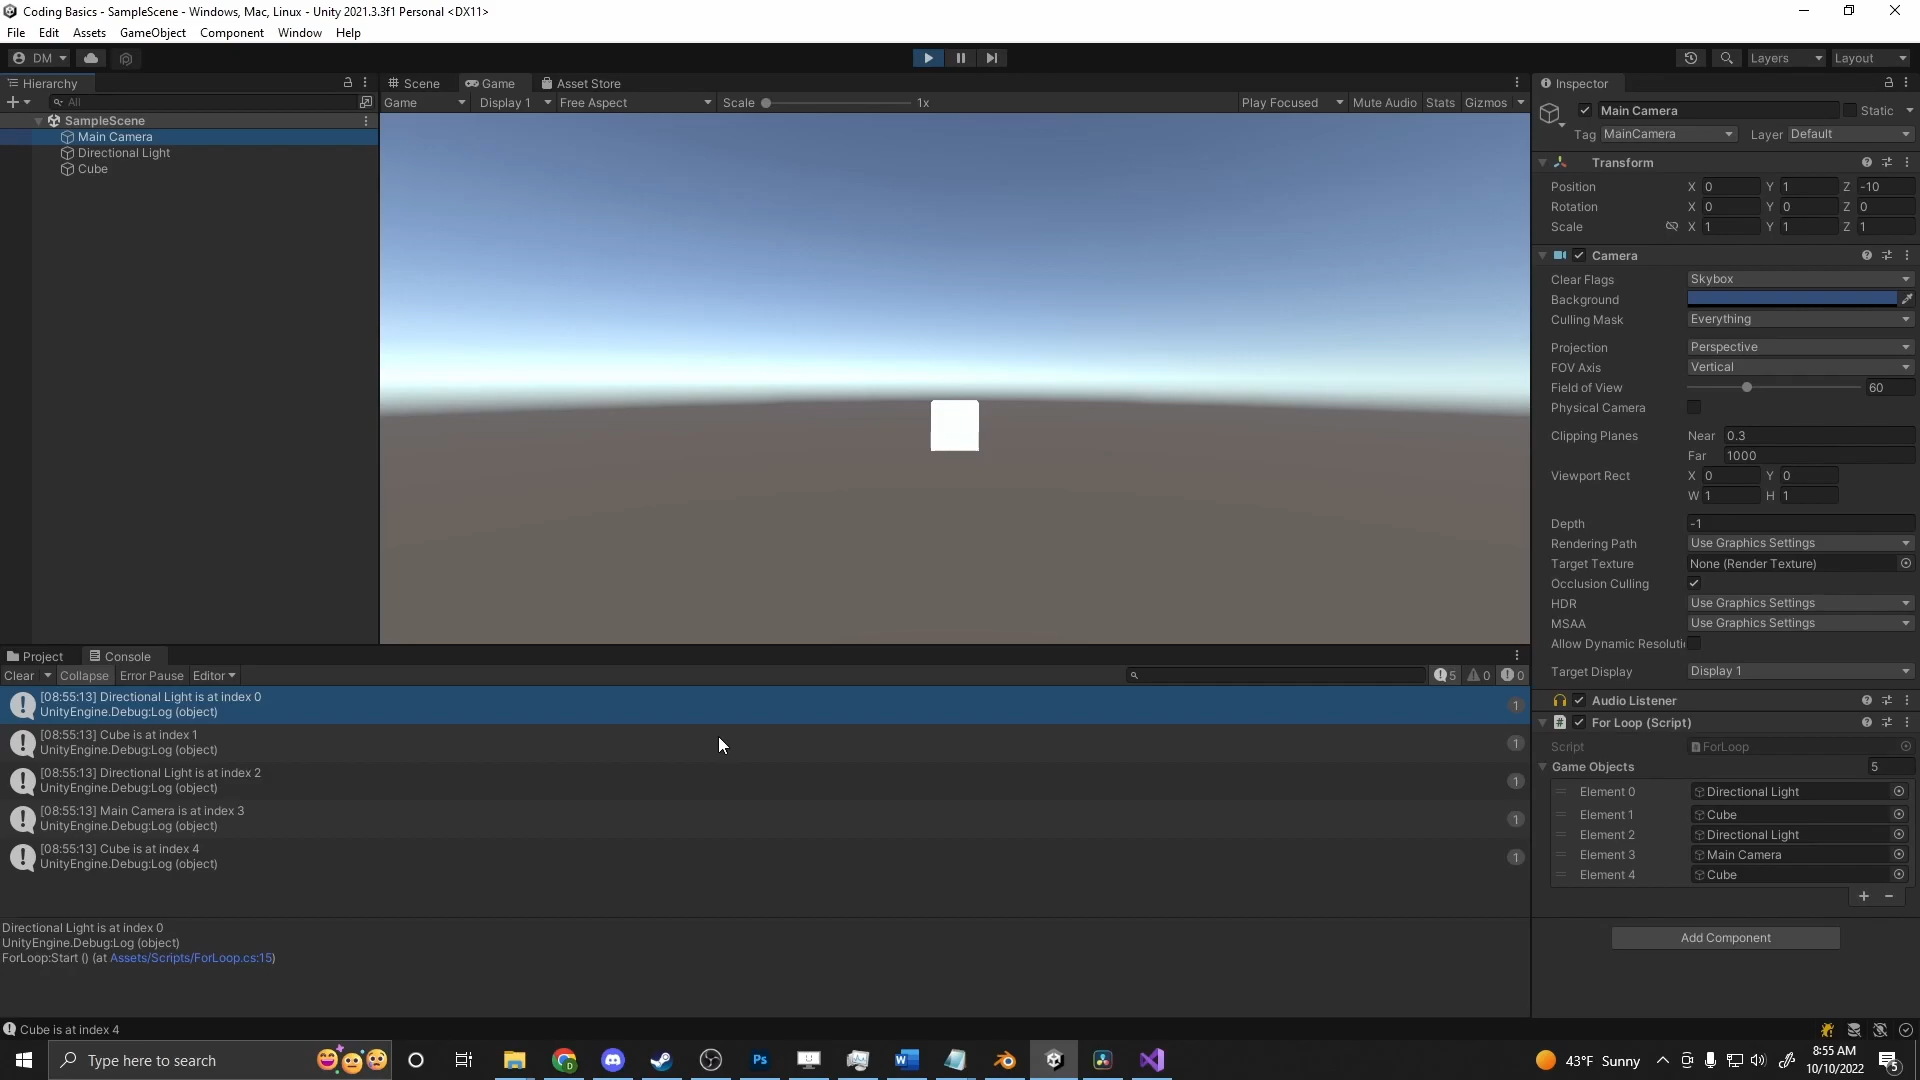 Coding Basics - SampleScene - Windows, Mac, Linux - Unity 2021.3.3f1 Personal <DX11>
File Edit Assets GameObject Component Window Help
DM Layers Layout
Hierarchy
All
SampleScene
Main Camera
Directional Light
Cube
Scene Game Asset Store
Game Display 1 Free Aspect Scale 1x Play Focused Mute Audio Stats Gizmos
Inspector
Main Camera Static
Tag MainCamera Layer Default
Transform
Position X 0 Y 1 Z -10
Rotation X 0 Y 0 Z 0
Scale X 1 Y 1 Z 1
Camera
Clear Flags Skybox
Background
Culling Mask Everything
Projection Perspective
FOV Axis Vertical
Field of View 60
Physical Camera
Clipping Planes Near 0.3
Far 1000
Viewport Rect X 0 Y 0
W 1 H 1
Depth -1
Rendering Path Use Graphics Settings
Target Texture None (Render Texture)
Occlusion Culling
HDR Use Graphics Settings
MSAA Use Graphics Settings
Allow Dynamic Resoluti
Target Display Display 1
Audio Listener
For Loop (Script)
Script ForLoop
Game Objects 5
Element 0 Directional Light
Element 1 Cube
Element 2 Directional Light
Element 3 Main Camera
Element 4 Cube
+ -
Add Component
Project Console
Clear Collapse Error Pause Editor 5 0 0
[08:55:13] Directional Light is at index 0
UnityEngine.Debug:Log (object) 1
[08:55:13] Cube is at index 1
UnityEngine.Debug:Log (object) 1
[08:55:13] Directional Light is at index 2
UnityEngine.Debug:Log (object) 1
[08:55:13] Main Camera is at index 3
UnityEngine.Debug:Log (object) 1
[08:55:13] Cube is at index 4
UnityEngine.Debug:Log (object) 1
Directional Light is at index 0
UnityEngine.Debug:Log (object)
ForLoop:Start () (at Assets/Scripts/ForLoop.cs:15)
Cube is at index 4
Type here to search Ps 43°F Sunny 8:55 AM
10/10/2022 5